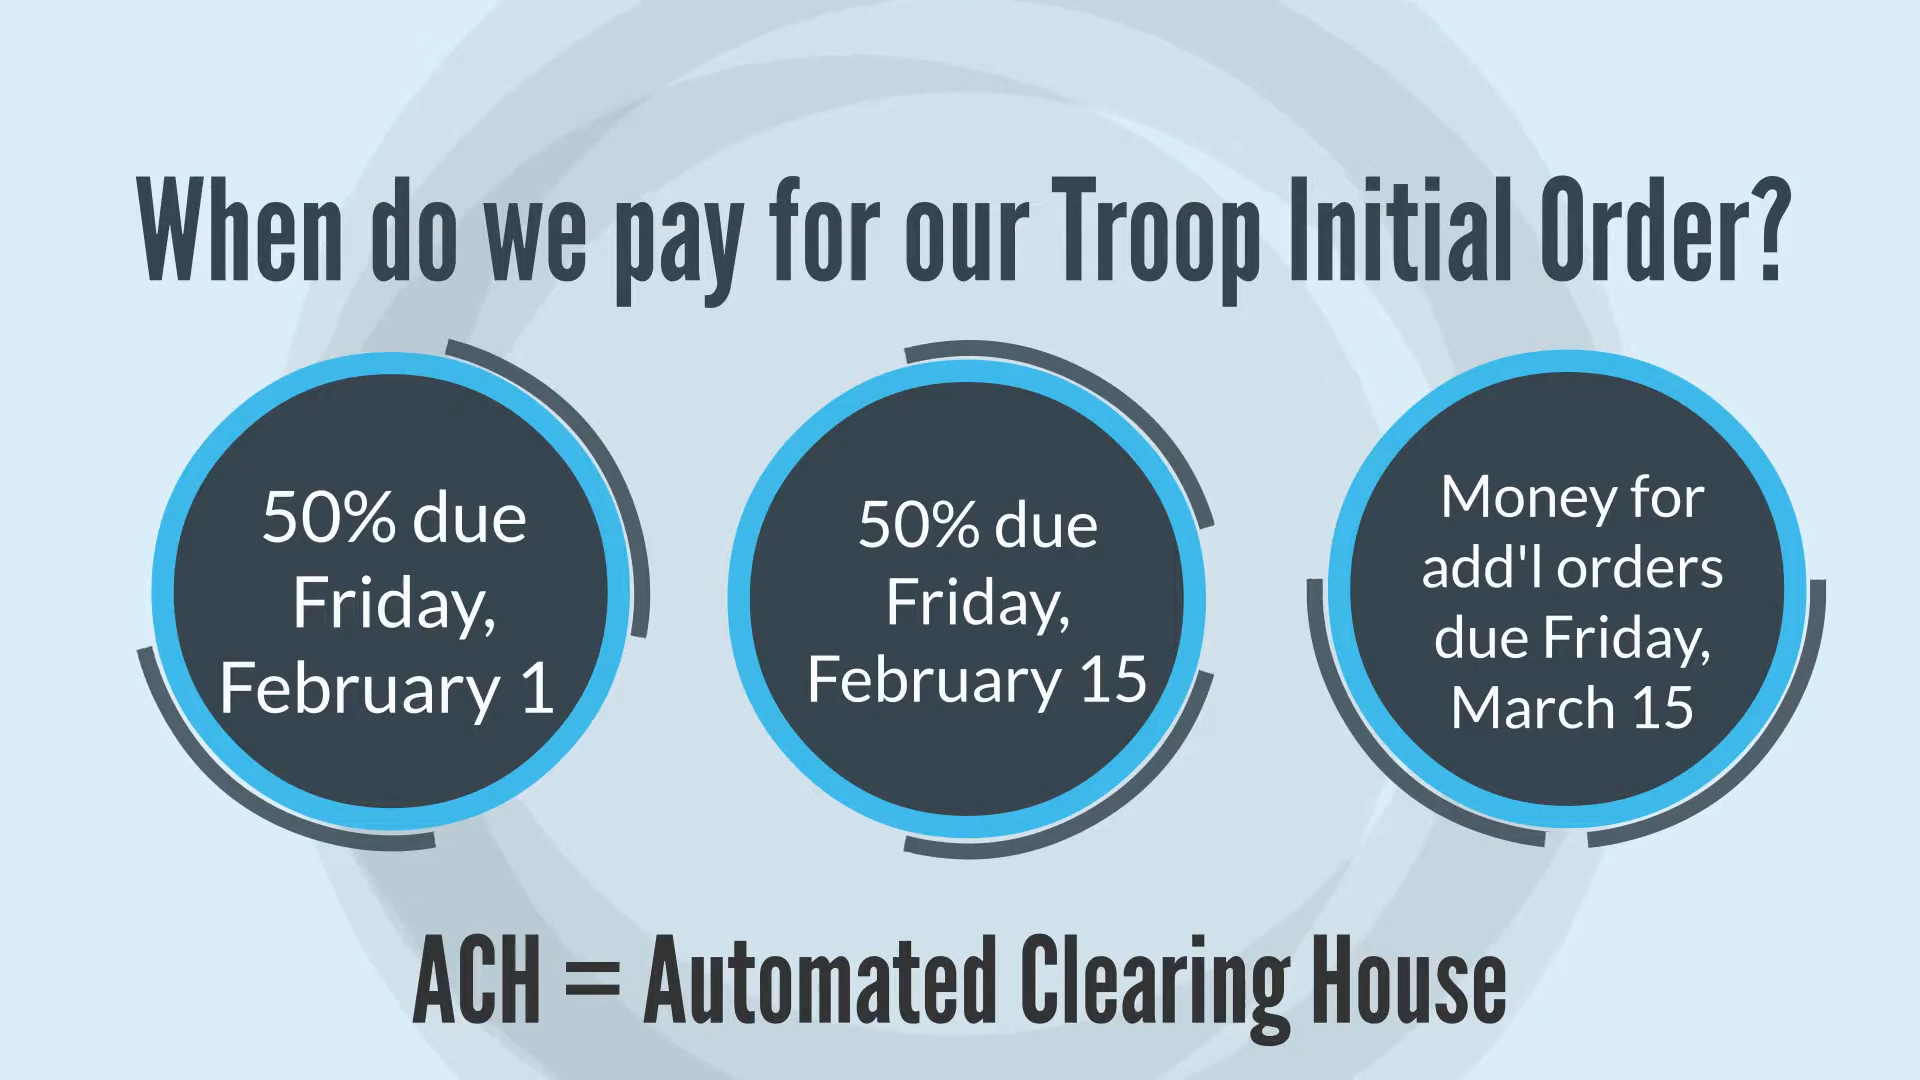 When do we pay for our Troop Initial Order?
50% due
Friday,
February 1
50% due
Friday,
February 15
Money for
add'l orders
due Friday,
March 15
ACH = Automated Clearing House